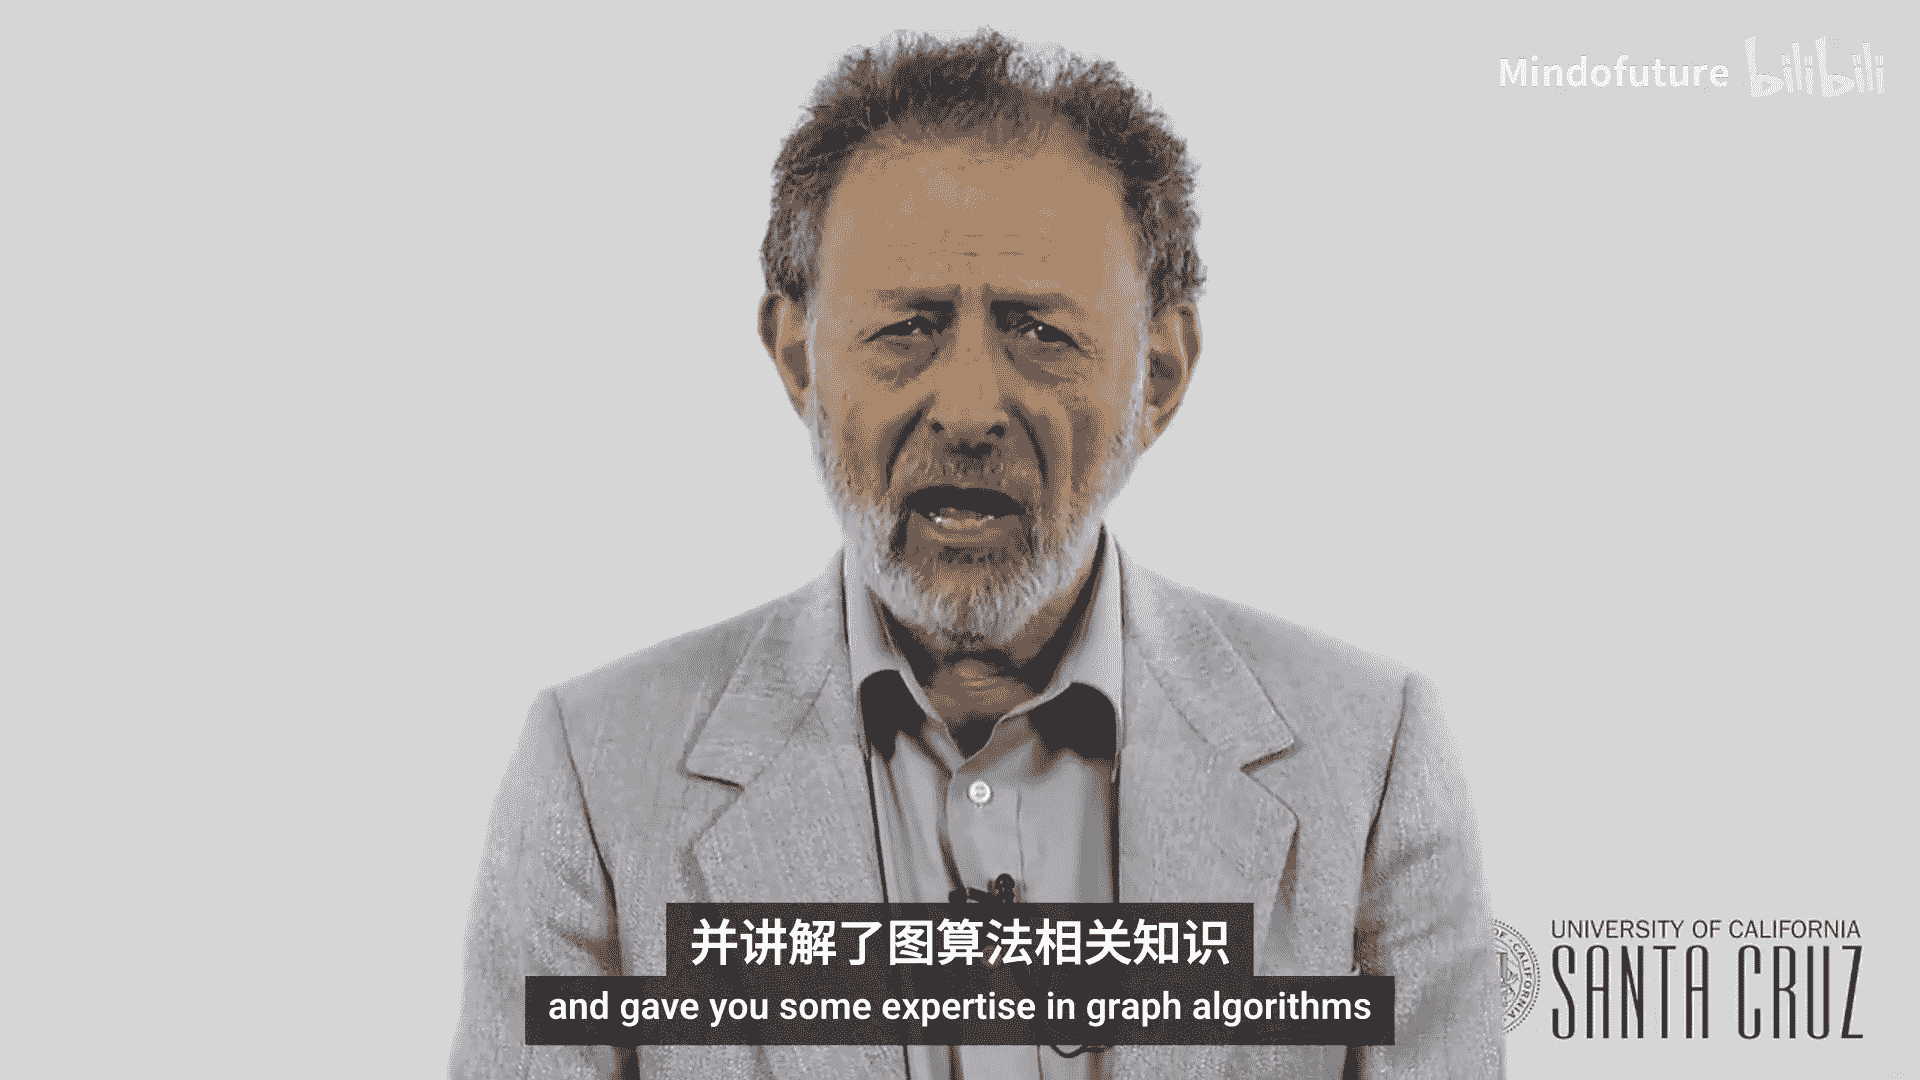 Mindofuture bilibili
并讲解了图算法相关知识
and gave you some expertise in graph algorithms
UNIVERSITY OF CALIFORNIA
SANTA CRUZ